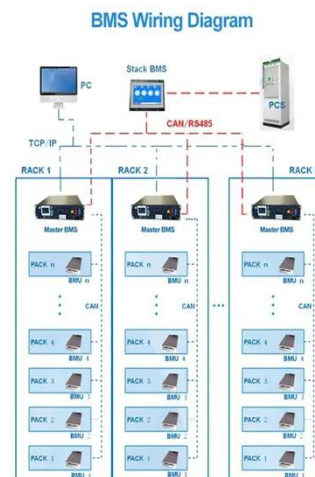 BMS Wiring Diagram
Stack BMS
PC
PCS
CAN/RS485
TCP/IP
RACK 1
RACK 2
RACK
Master BMS
Master BMS
Master BMS
PACK n
PACK n
PACK n
BMU n
BMU n
BMU n
CAN
CAN
CAN
PACK 4
PACK 4
PACK 4
BMU 4
BMU 4
BMU 4
PACK 3
PACK 3
PACK 3
BMU 3
BMU 3
BMU 3
PACK 2
PACK 2
PACK 2
BMU 2
BMU 2
BMU 2
PACK 1
PACK 1
PACK 1
BMU
BMU
BMU